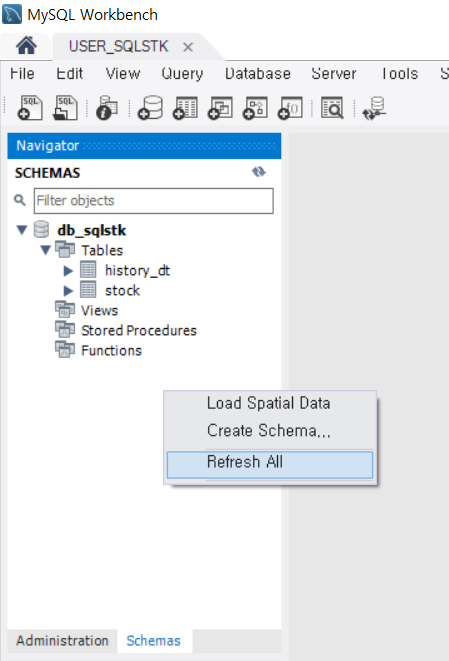 MySQL Workbench
USER_SQLSTK ×
File Edit View Query Database Server Tools S
SQL SQL
Navigator
SCHEMAS
Filter objects
db_sqlstk
Tables
history_dt
stock
Views
Stored Procedures
Functions
Load Spatial Data
Create Schema...
Refresh All
Administration Schemas